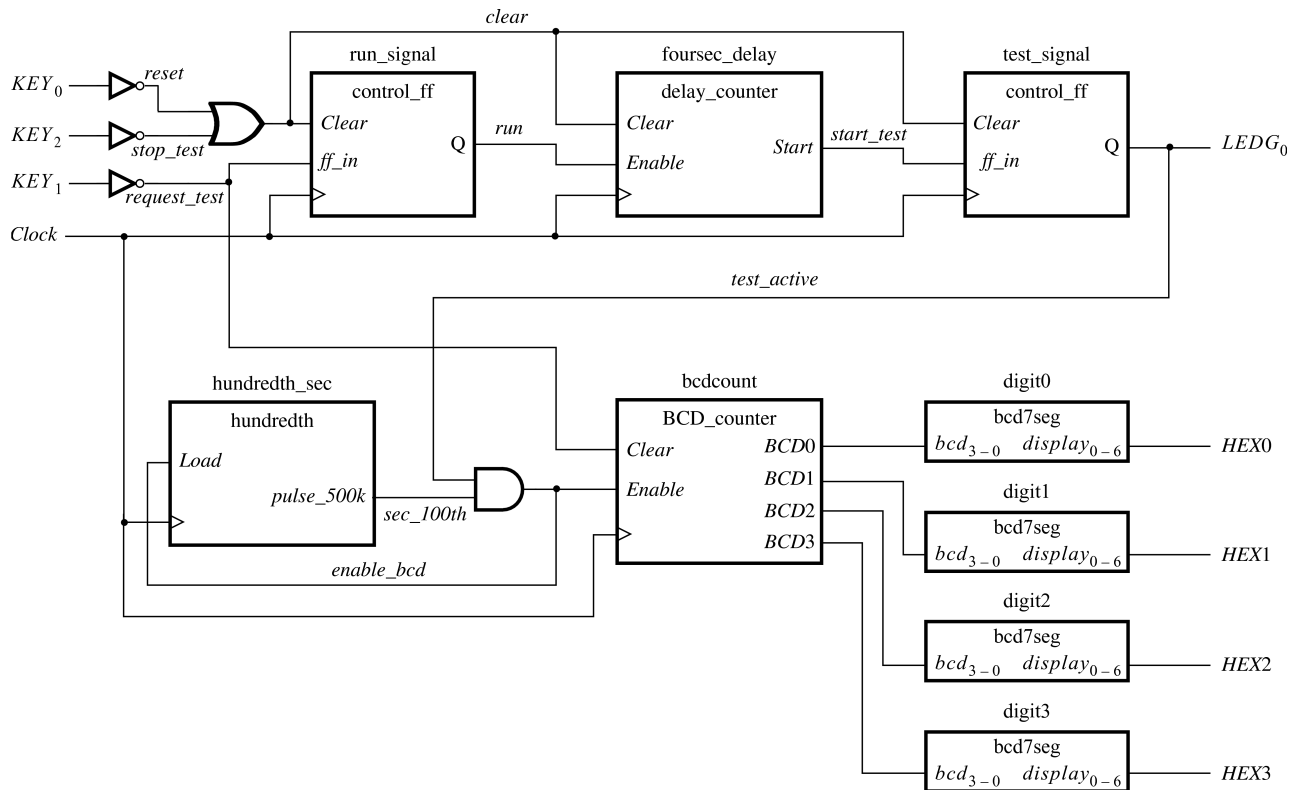 clear
run_signal
foursec_delay
test_signal
KEY0
reset
control_ff
delay_counter
control_ff
Clear
Clear
Clear
KEY2
stop_test
Q
run
Start
start_test
Q
LEDG0
ff_in
Enable
ff_in
KEY1
request_test
Clock
test_active
hundredth_sec
bcdcount
digit0
hundredth
BCD_counter
bcd7seg
Load
Clear
BCD0
bcd3–0 display0–6
HEX0
pulse_500k
sec_100th
Enable
BCD1
BCD2
BCD3
digit1
bcd7seg
bcd3–0 display0–6
HEX1
enable_bcd
digit2
bcd7seg
bcd3–0 display0–6
HEX2
digit3
bcd7seg
bcd3–0 display0–6
HEX3